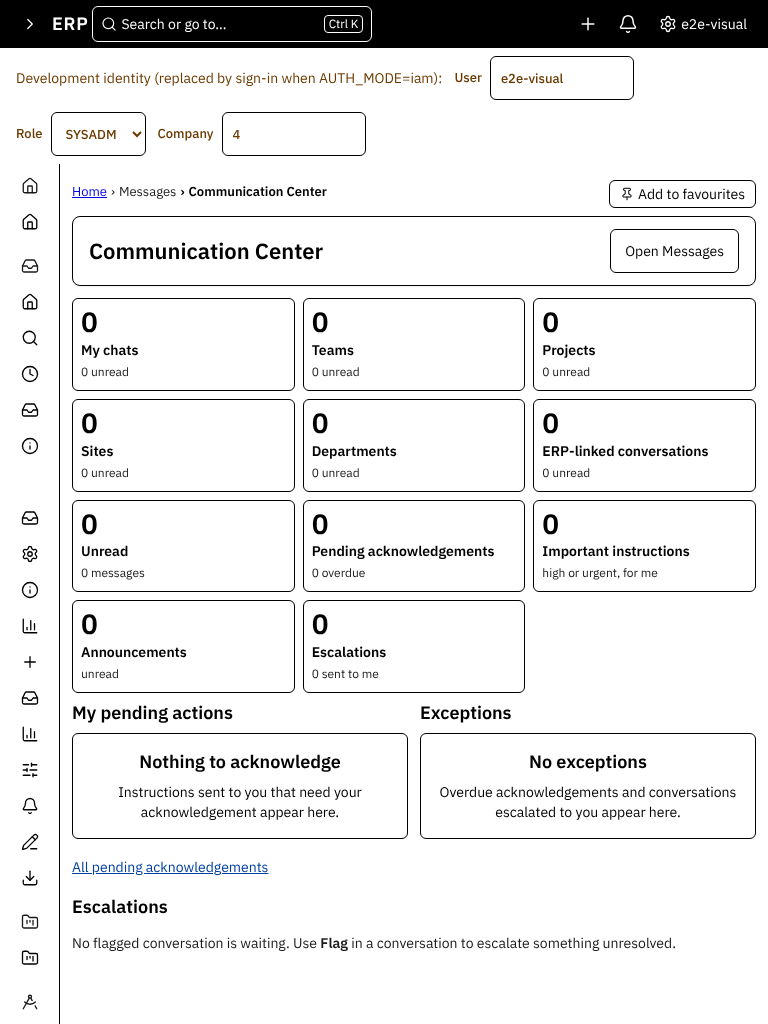 ERP Search or go to... Ctrl K e2e-visual
Development identity (replaced by sign-in when AUTH_MODE=iam): User e2e-visual
Role SYSADM Company 4
Home › Messages › Communication Center Add to favourites
Communication Center Open Messages
0 0 0
My chats Teams Projects
0 unread 0 unread 0 unread
0 0 0
Sites Departments ERP-linked conversations
0 unread 0 unread 0 unread
0 0 0
Unread Pending acknowledgements Important instructions
0 messages 0 overdue high or urgent, for me
0 0
Announcements Escalations
unread 0 sent to me
My pending actions Exceptions
Nothing to acknowledge No exceptions
Instructions sent to you that need your Overdue acknowledgements and conversations
acknowledgement appear here. escalated to you appear here.
All pending acknowledgements
Escalations
No flagged conversation is waiting. Use Flag in a conversation to escalate something unresolved.